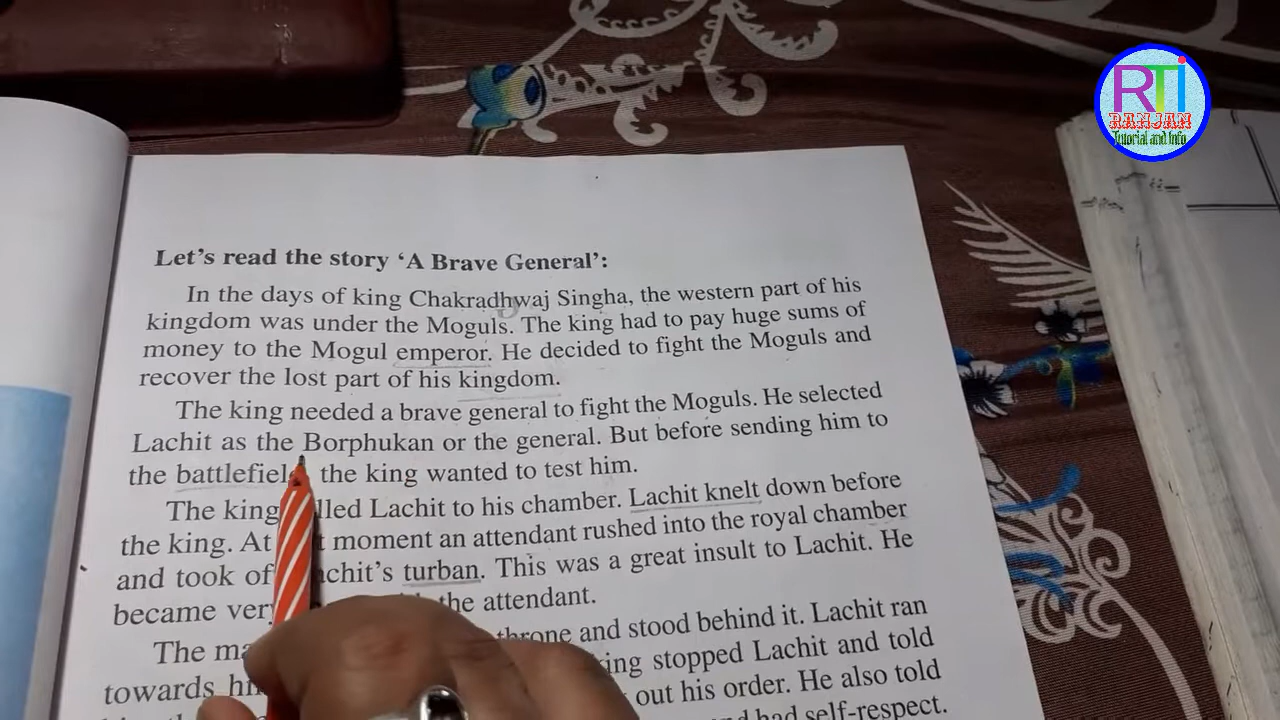 RTi
RANJAN
Tutorial and Info
Let's read the story 'A Brave General':
In the days of king Chakradhwaj Singha, the western part of his
kingdom was under the Moguls. The king had to pay huge sums of
money to the Mogul emperor. He decided to fight the Moguls and
recover the lost part of his kingdom.
The king needed a brave general to fight the Moguls. He selected
Lachit as the Borphukan or the general. But before sending him to
the the king wanted to test him.
The king Lachit to his chamber. Lachit knelt down before
the king. At moment an attendant rushed into the royal chamber
and took turban. This was a great insult to Lachit. He
became the attendant.
The throne and stood behind it. Lachit ran
towards stopped Lachit and told
out his order. He also told
had self-respect.